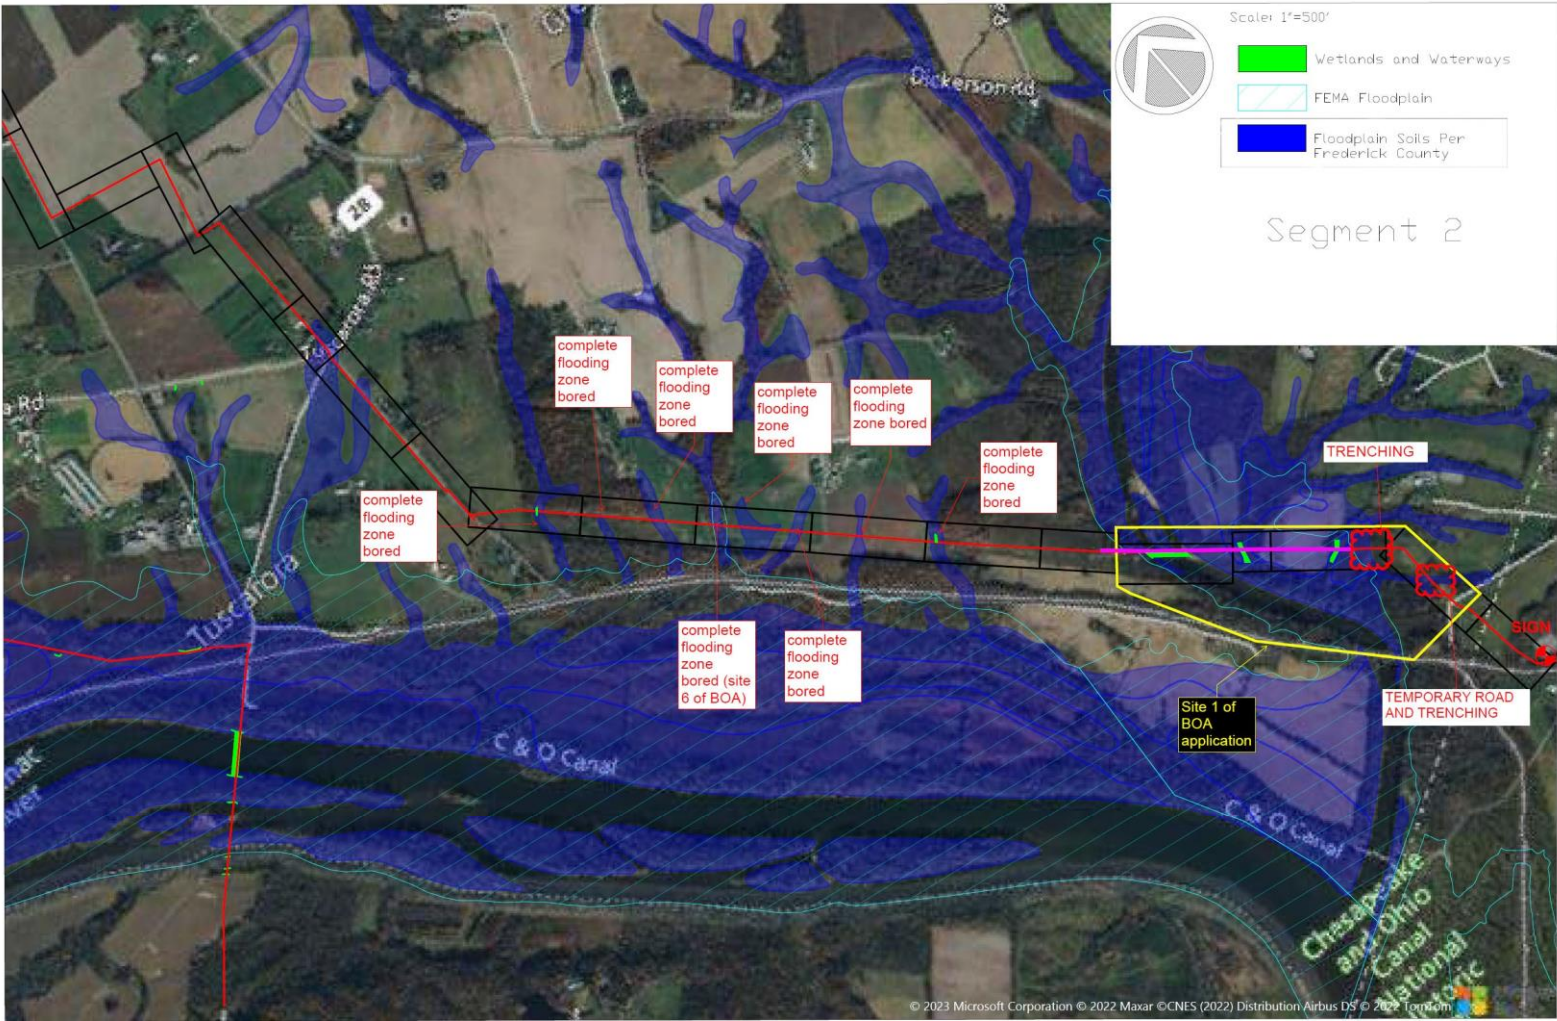 Scale: 1"=500'
Wetlands and Waterways
FEMA Floodplain
Floodplain Soils Per
Frederick County
Segment 2
Dickerson Rd
28
Rd
complete
flooding
zone
bored
complete
flooding
zone
bored
complete
flooding
zone
bored
complete
flooding
zone bored
complete
flooding
zone
bored
complete
flooding
zone
bored
TRENCHING
Tuscarora
complete
flooding
zone
bored (site
6 of BOA)
complete
flooding
zone
bored
SIGN
Site 1 of
BOA
application
TEMPORARY ROAD
AND TRENCHING
C & O Canal
C & O Canal
Chesapeake
and Ohio
Canal
National
© 2023 Microsoft Corporation © 2022 Maxar ©CNES (2022) Distribution Airbus DS © 2022 TomTom